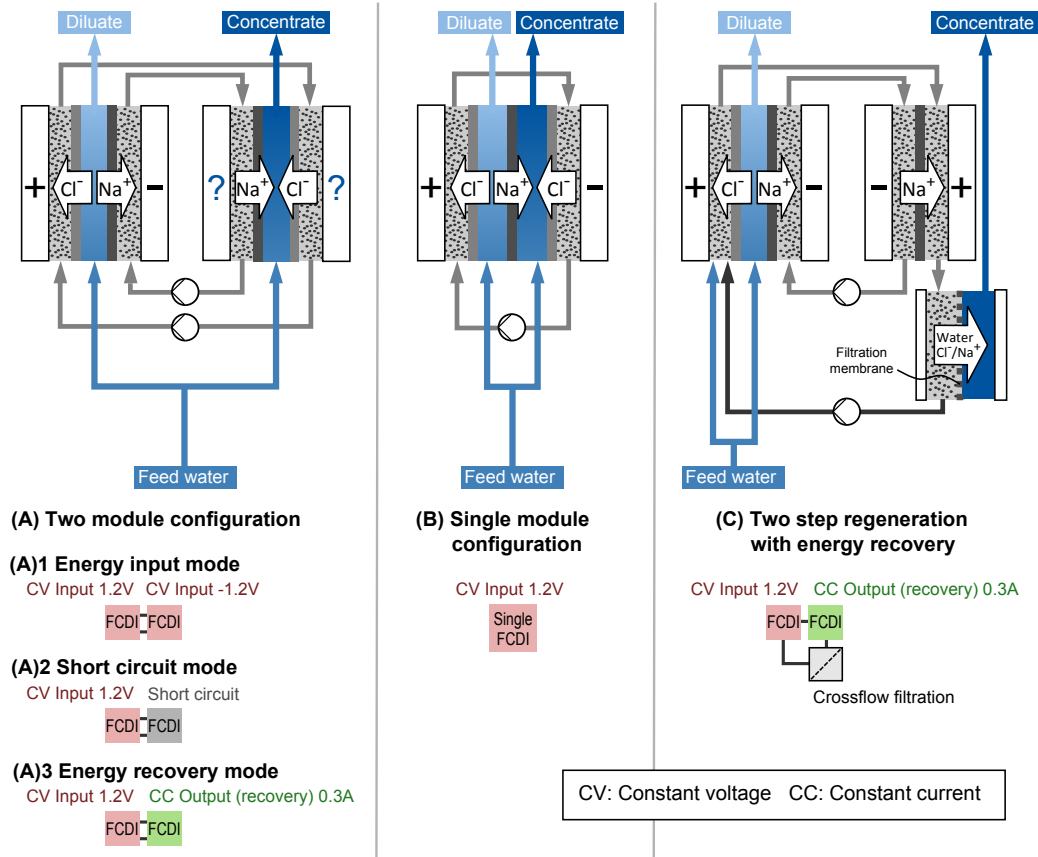 Diluate
Concentrate
+
Cl⁻
Na⁺
-
?
Na⁺
Cl⁻
?
Feed water
(A) Two module configuration
(A)1 Energy input mode
CV Input 1.2V CV Input -1.2V
FCDI FCDI
(A)2 Short circuit mode
CV Input 1.2V Short circuit
FCDI FCDI
(A)3 Energy recovery mode
CV Input 1.2V CC Output (recovery) 0.3A
FCDI FCDI
Diluate
Concentrate
+
Cl⁻
Na⁺
Cl⁻
-
Feed water
(B) Single module
configuration
CV Input 1.2V
Single
FCDI
Diluate
Concentrate
+
Cl⁻
Na⁺
-
-
Na⁺
+
Water
Cl⁻/Na⁺
Filtration
membrane
Feed water
(C) Two step regeneration
with energy recovery
CV Input 1.2V CC Output (recovery) 0.3A
FCDI FCDI
Crossflow filtration
CV: Constant voltage CC: Constant current